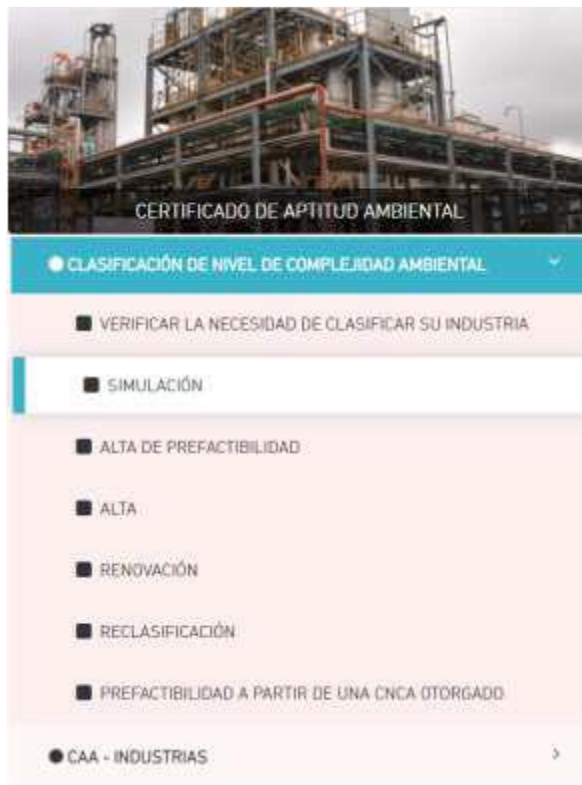 CERTIFICADO DE APTITUD AMBIENTAL
CLASIFICACIÓN DE NIVEL DE COMPLEJIDAD AMBIENTAL
VERIFICAR LA NECESIDAD DE CLASIFICAR SU INDUSTRIA
SIMULACIÓN
ALTA DE PREFACTIBILIDAD
ALTA
RENOVACIÓN
RECLASIFICACIÓN
PREFACTIBILIDAD A PARTIR DE UNA CNCA OTORGADO
CAA - INDUSTRIAS